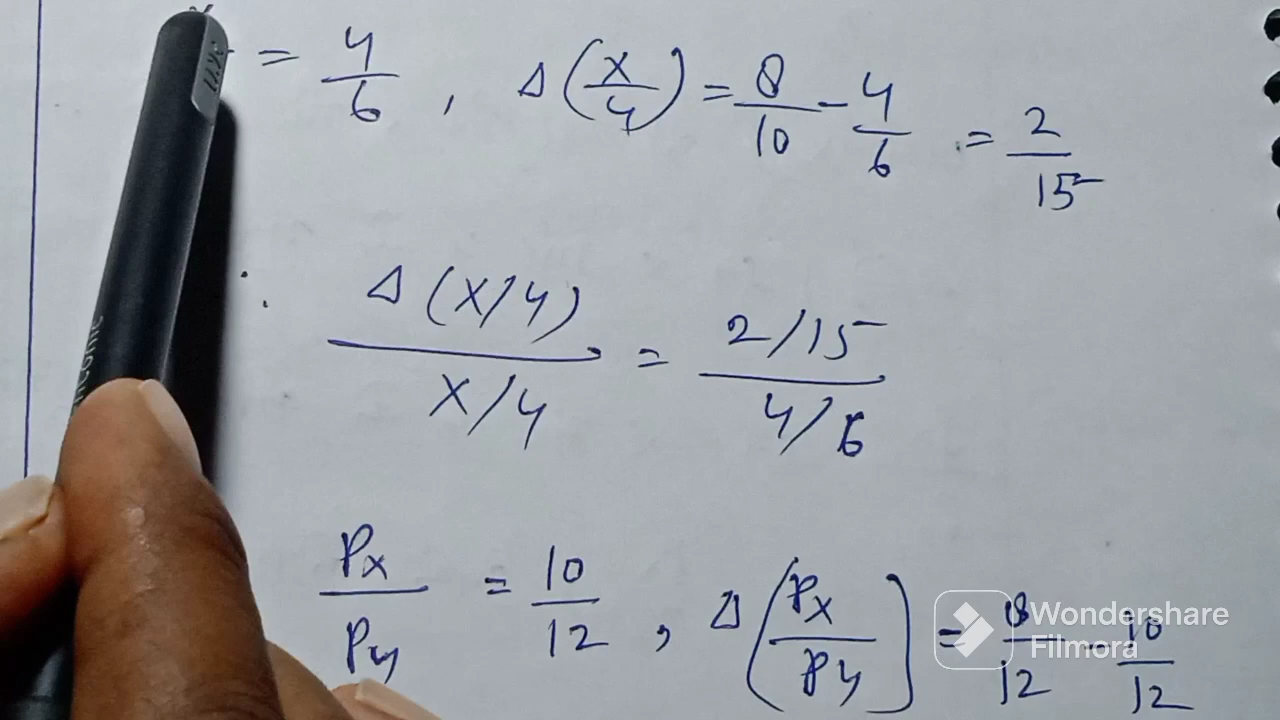 = 4/6 , Δ(X/y) = 8/10 - 4/6 = 2/15
∴ Δ(X/y) / X/y = 2/15 / 4/6
Px/Py = 10/12 , Δ(Px/Py) = 8/12 - 10/12
Wondershare
Filmora